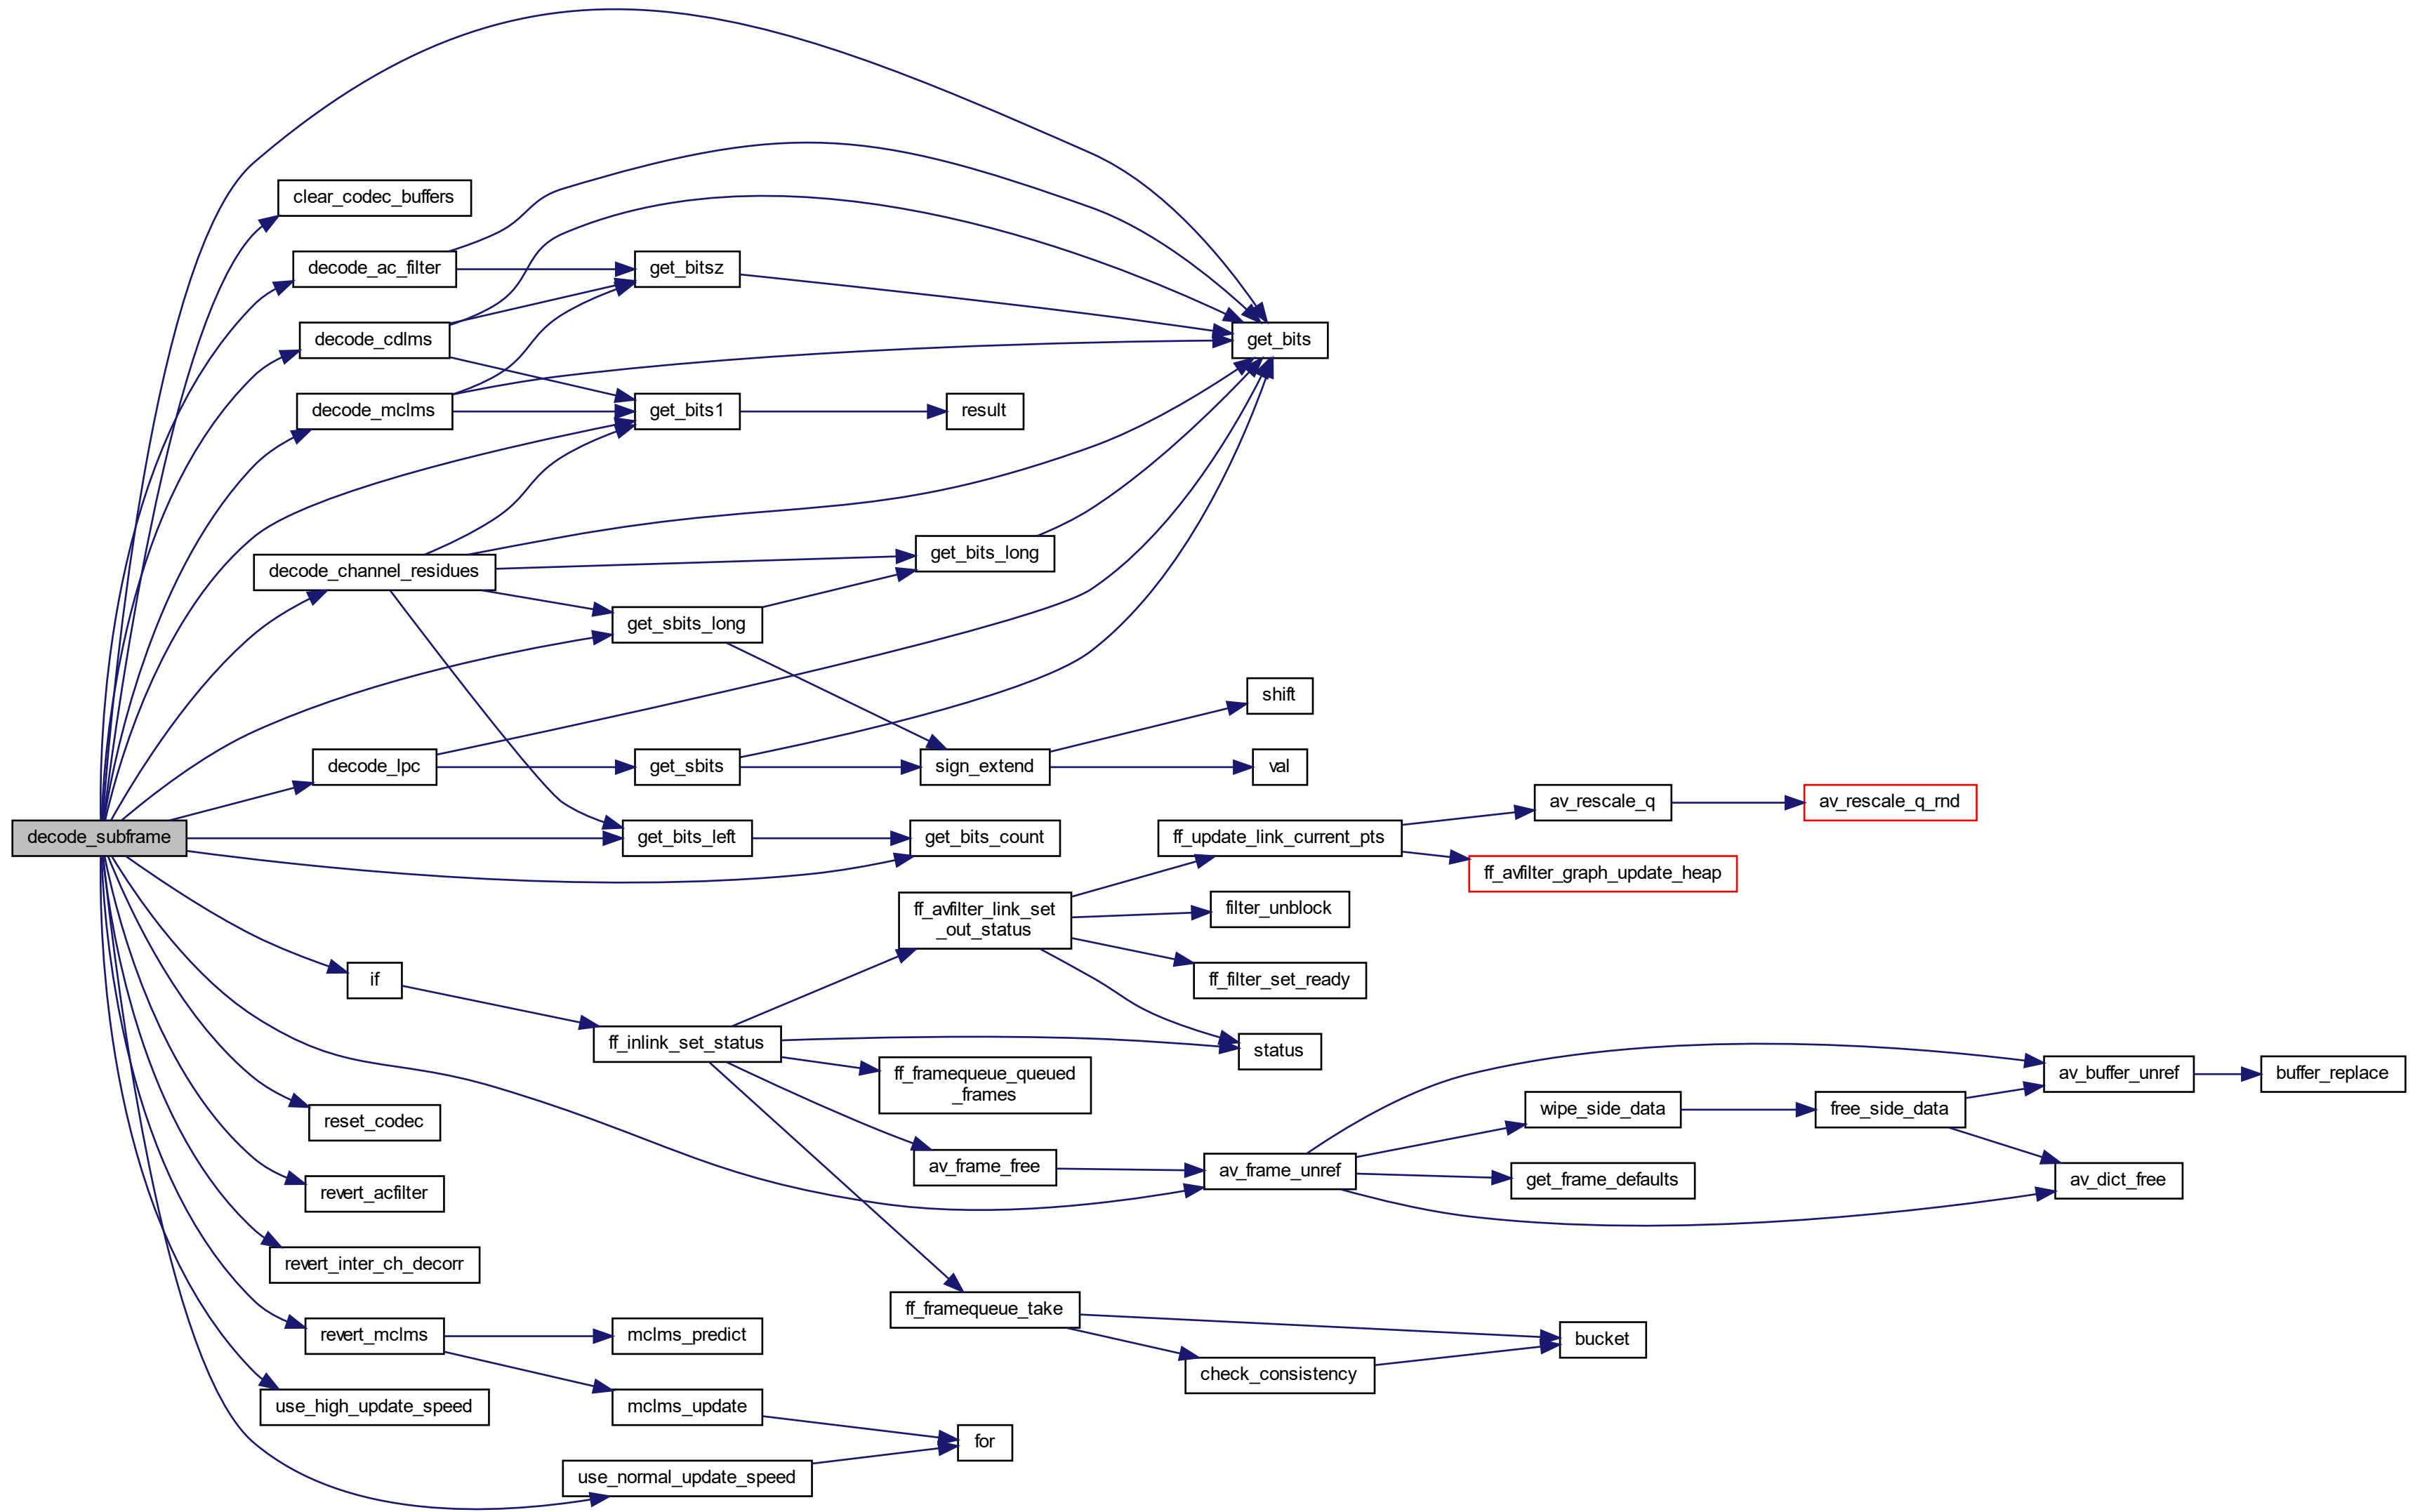 clear_codec_buffers
decode_ac_filter
get_bitsz
decode_cdlms
get_bits
decode_mclms
get_bits1
result
get_bits_long
decode_channel_residues
get_sbits_long
shift
decode_lpc
get_sbits
sign_extend
val
av_rescale_q
av_rescale_q_rnd
decode_subframe
get_bits_left
get_bits_count
ff_update_link_current_pts
ff_avfilter_graph_update_heap
ff_avfilter_link_set
_out_status
filter_unblock
if
ff_filter_set_ready
ff_inlink_set_status
status
ff_framequeue_queued
_frames
av_buffer_unref
buffer_replace
wipe_side_data
free_side_data
reset_codec
av_frame_free
av_frame_unref
get_frame_defaults
av_dict_free
revert_acfilter
revert_inter_ch_decorr
ff_framequeue_take
revert_mclms
mclms_predict
bucket
check_consistency
use_high_update_speed
mclms_update
for
use_normal_update_speed